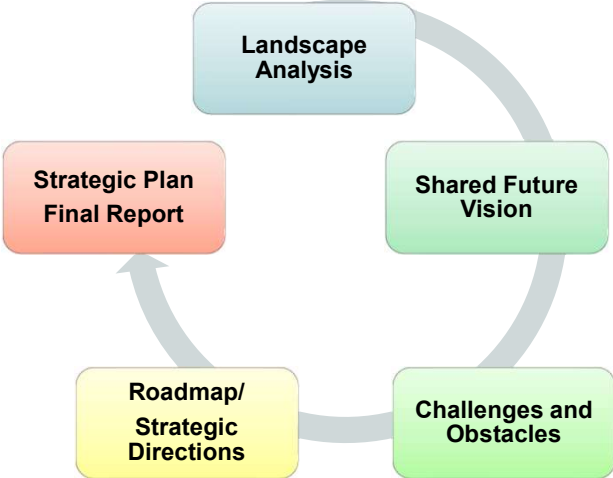 Landscape
Analysis
Shared Future
Vision
Challenges and
Obstacles
Roadmap/
Strategic
Directions
Strategic Plan
Final Report